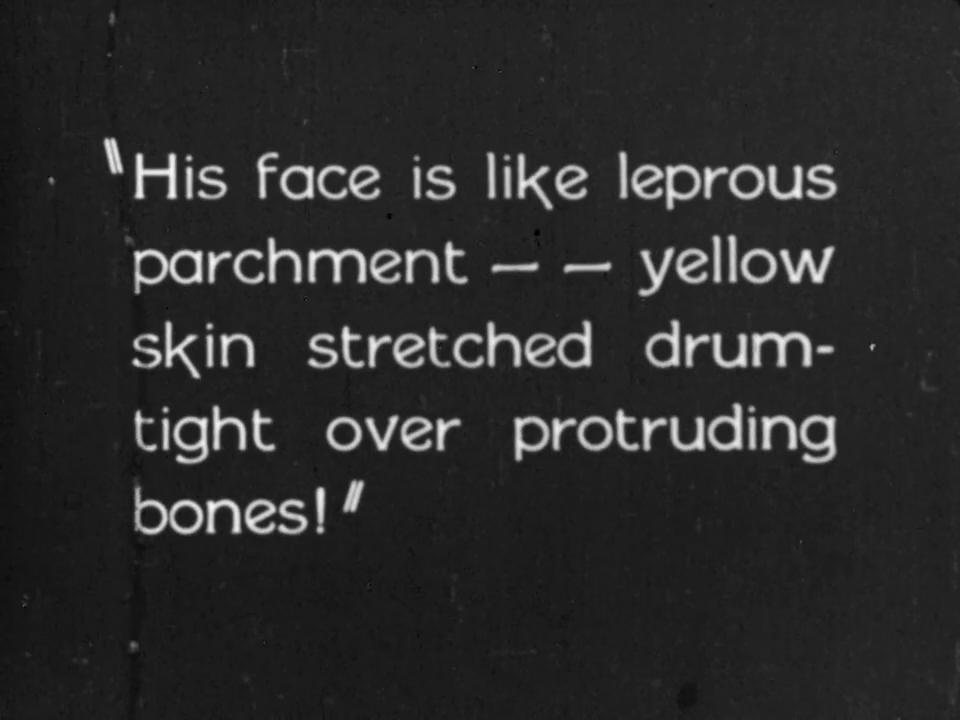 "His face is like leprous
parchment — — yellow
skin stretched drum-
tight over protruding
bones!"